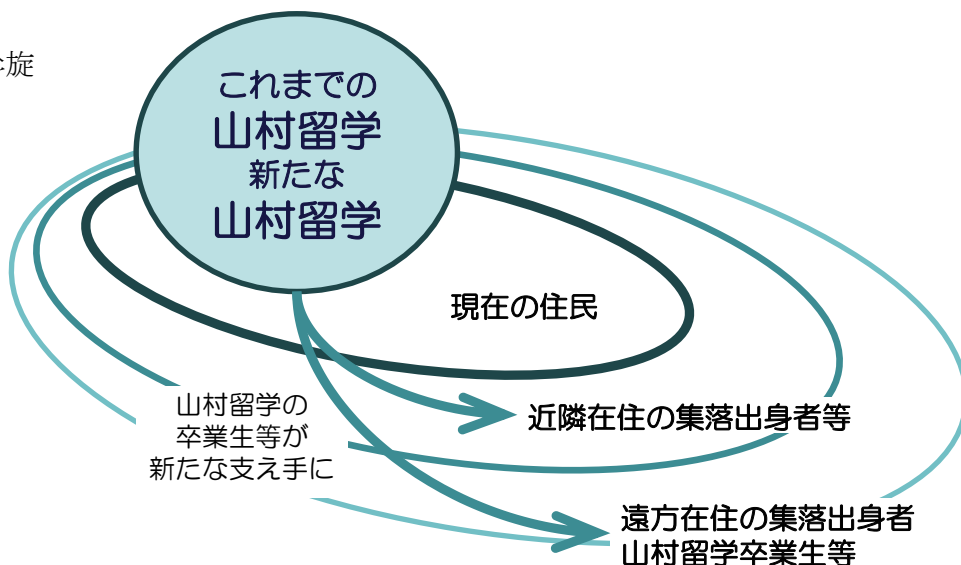 旋
これまでの
山村留学
新たな
山村留学
現在の住民
近隣在住の集落出身者等
山村留学の
卒業生等が
新たな支え手に
遠方在住の集落出身者
山村留学卒業生等